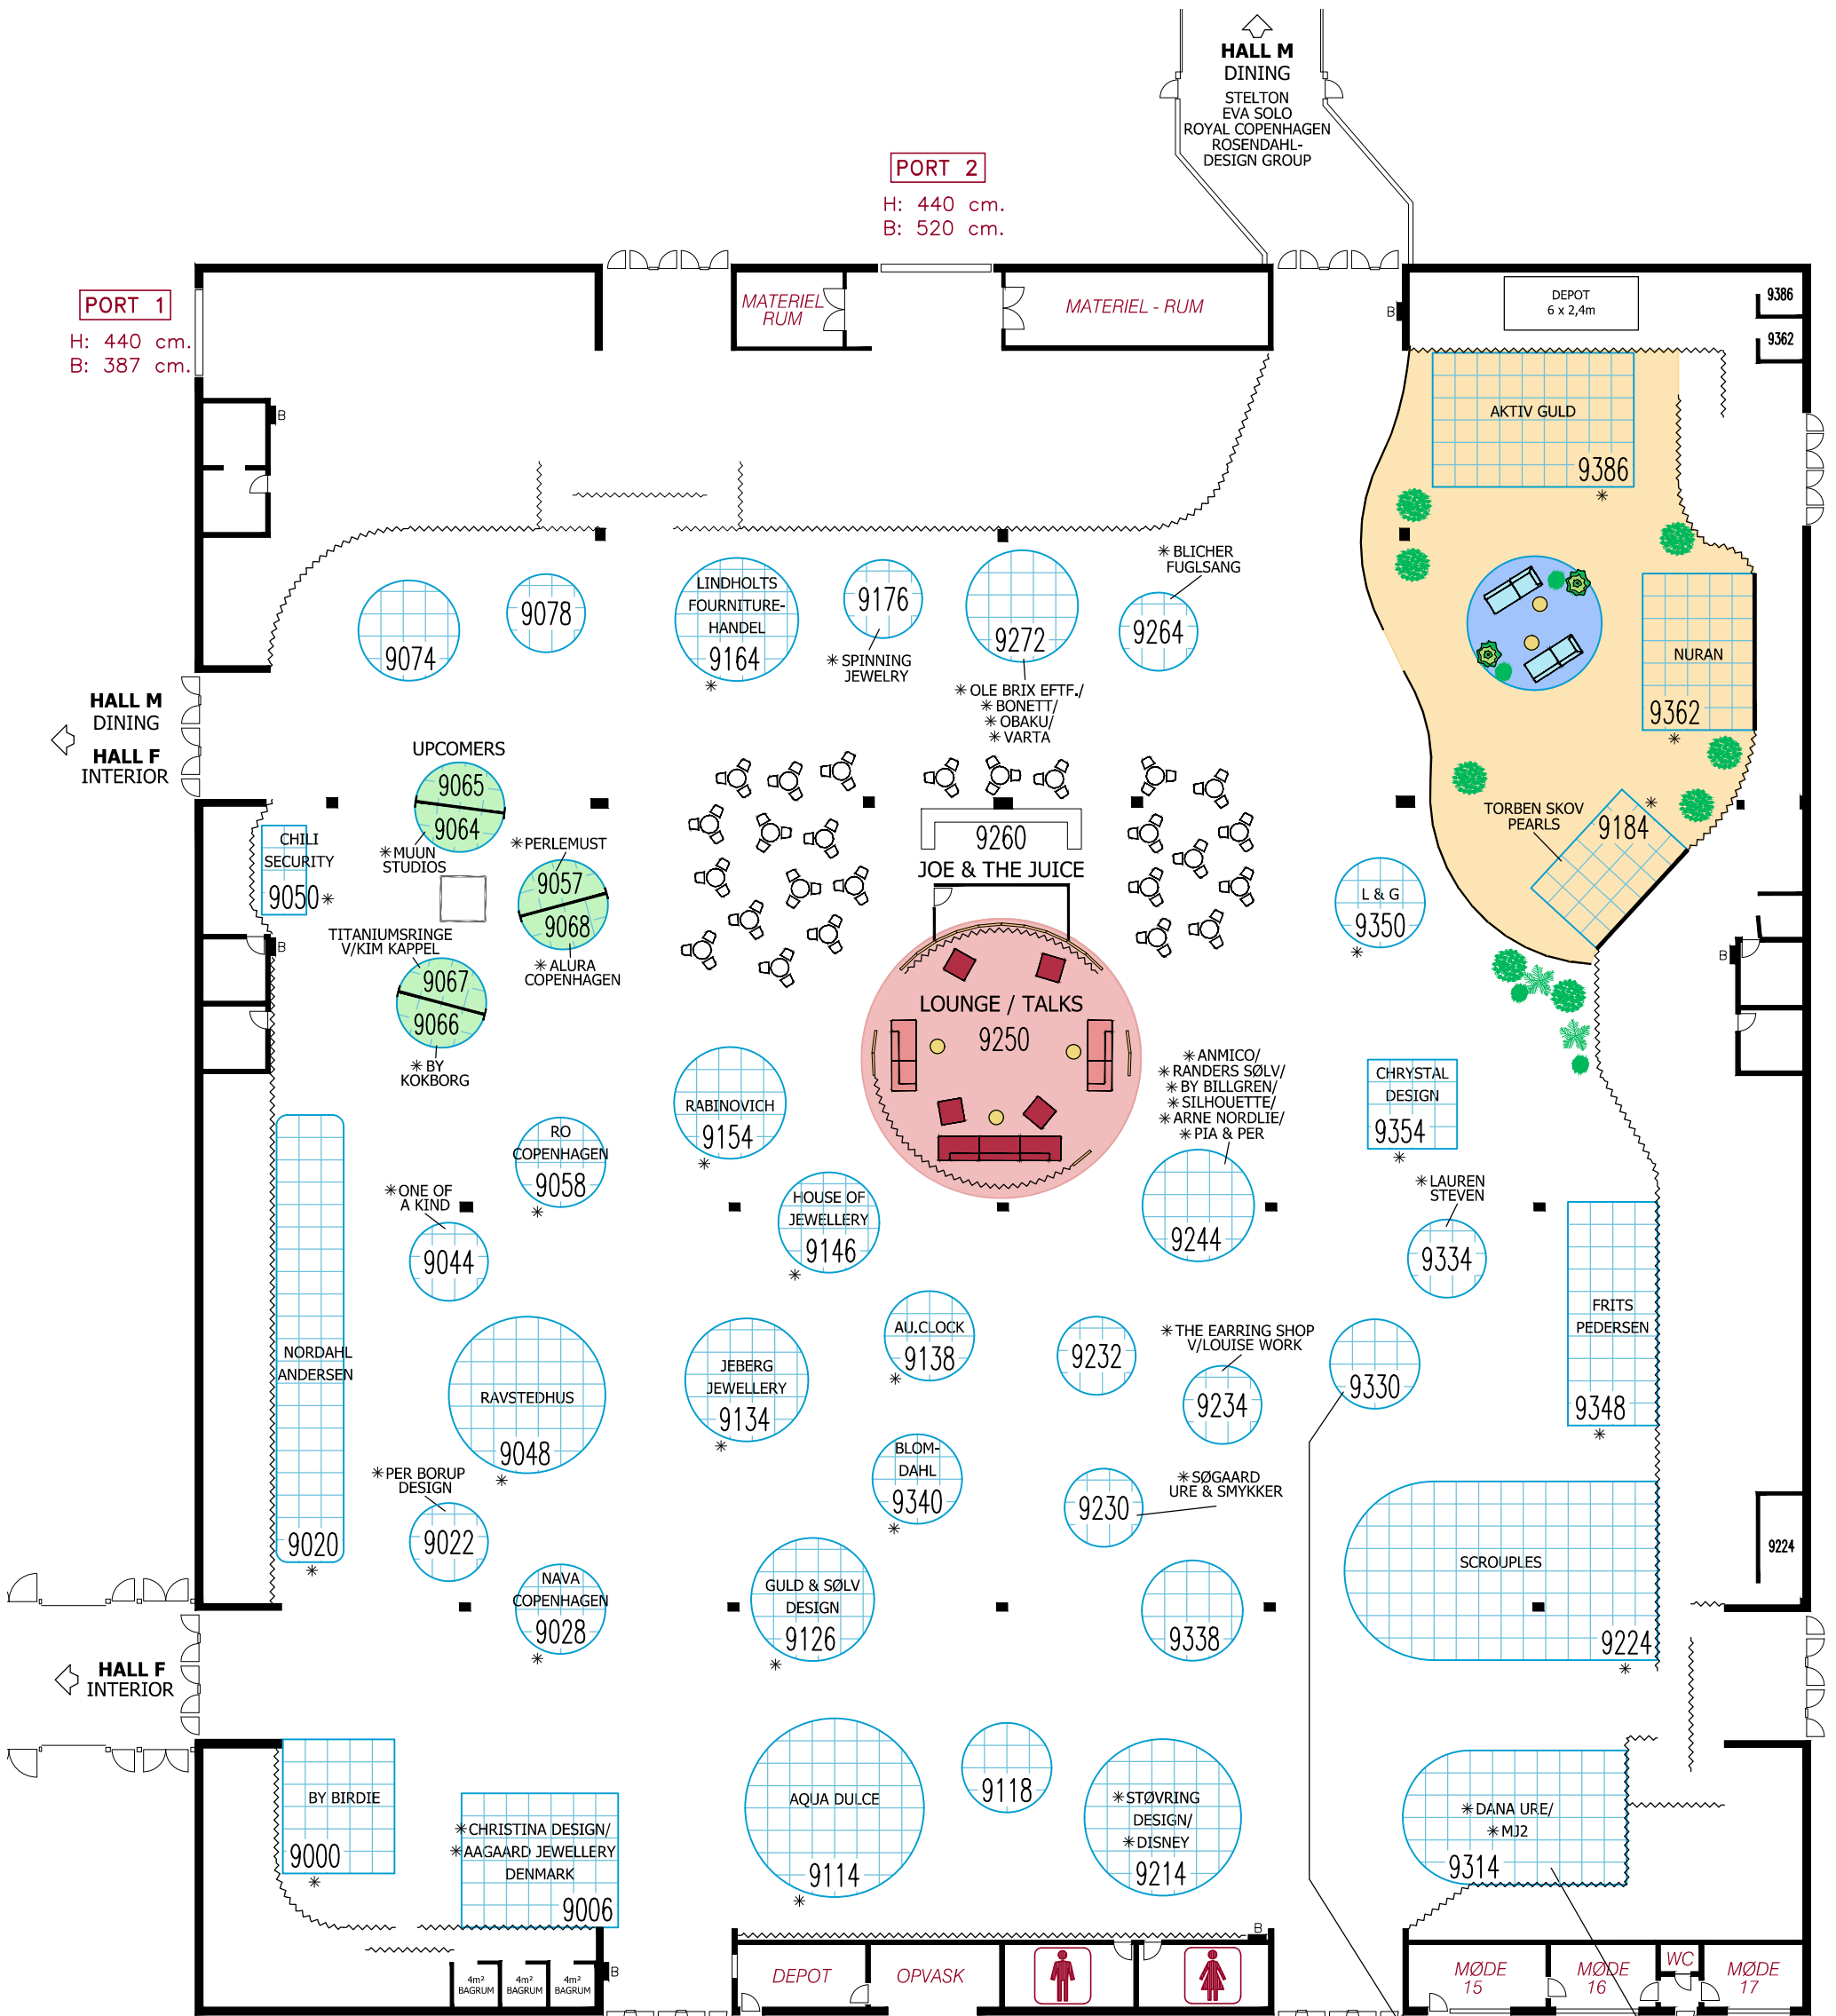 HALL M
DINING
STELTON
EVA SOLO
ROYAL COPENHAGEN
ROSENDAHL-
DESIGN GROUP
PORT 2
H: 440 cm.
B: 520 cm.
PORT 1
H: 440 cm.
B: 387 cm.
MATERIEL
RUM
MATERIEL - RUM
B
DEPOT
6 x 2,4m
9386
9362
B
AKTIV GULD
9386
*
9074
9078
LINDHOLTS
FOURNITURE-
HANDEL
9164
*
9176
* SPINNING
JEWELRY
9272
* OLE BRIX EFTF./
* BONETT/
* OBAKU/
* VARTA
* BLICHER
FUGLSANG
9264
NURAN
9362
*
HALL M
DINING
HALL F
INTERIOR
UPCOMERS
9065
9064
* MUUN
STUDIOS
CHILI
SECURITY
9050 *
* PERLEMUST
9057
9068
* ALURA
COPENHAGEN
TITANIUMSRINGE
V/KIM KAPPEL
9067
9066
* BY
KOKBORG
B
9260
JOE & THE JUICE
TORBEN SKOV
PEARLS
*
9184
L & G
9350
*
B
LOUNGE / TALKS
9250
RABINOVICH
9154
*
* ANMICO/
* RANDERS SØLV/
* BY BILLGREN/
* SILHOUETTE/
* ARNE NORDLIE/
* PIA & PER
9244
CHRYSTAL
DESIGN
9354
*
RO
COPENHAGEN
9058
*
* ONE OF
A KIND
9044
HOUSE OF
JEWELLERY
9146
*
* LAUREN
STEVEN
9334
NORDAHL
ANDERSEN
9020
*
RAVSTEDHUS
9048
*
JEBERG
JEWELLERY
9134
*
AU.CLOCK
9138
*
9232
* THE EARRING SHOP
V/LOUISE WORK
9234
9330
FRITS
PEDERSEN
9348
*
* PER BORUP
DESIGN
9022
BLOM-
DAHL
9340
*
* SØGAARD
URE & SMYKKER
9230
NAVA
COPENHAGEN
9028
*
GULD & SØLV
DESIGN
9126
*
9338
SCROUPLES
9224
*
9224
HALL F
INTERIOR
BY BIRDIE
9000
*
* CHRISTINA DESIGN/
* AAGAARD JEWELLERY
DENMARK
9006
AQUA DULCE
9114
*
9118
* STØVRING
DESIGN/
* DISNEY
9214
* DANA URE/
* MJ2
9314
4m²
BAGRUM
4m²
BAGRUM
4m²
BAGRUM
B
DEPOT
OPVASK
B
MØDE
15
MØDE
16
WC
MØDE
17